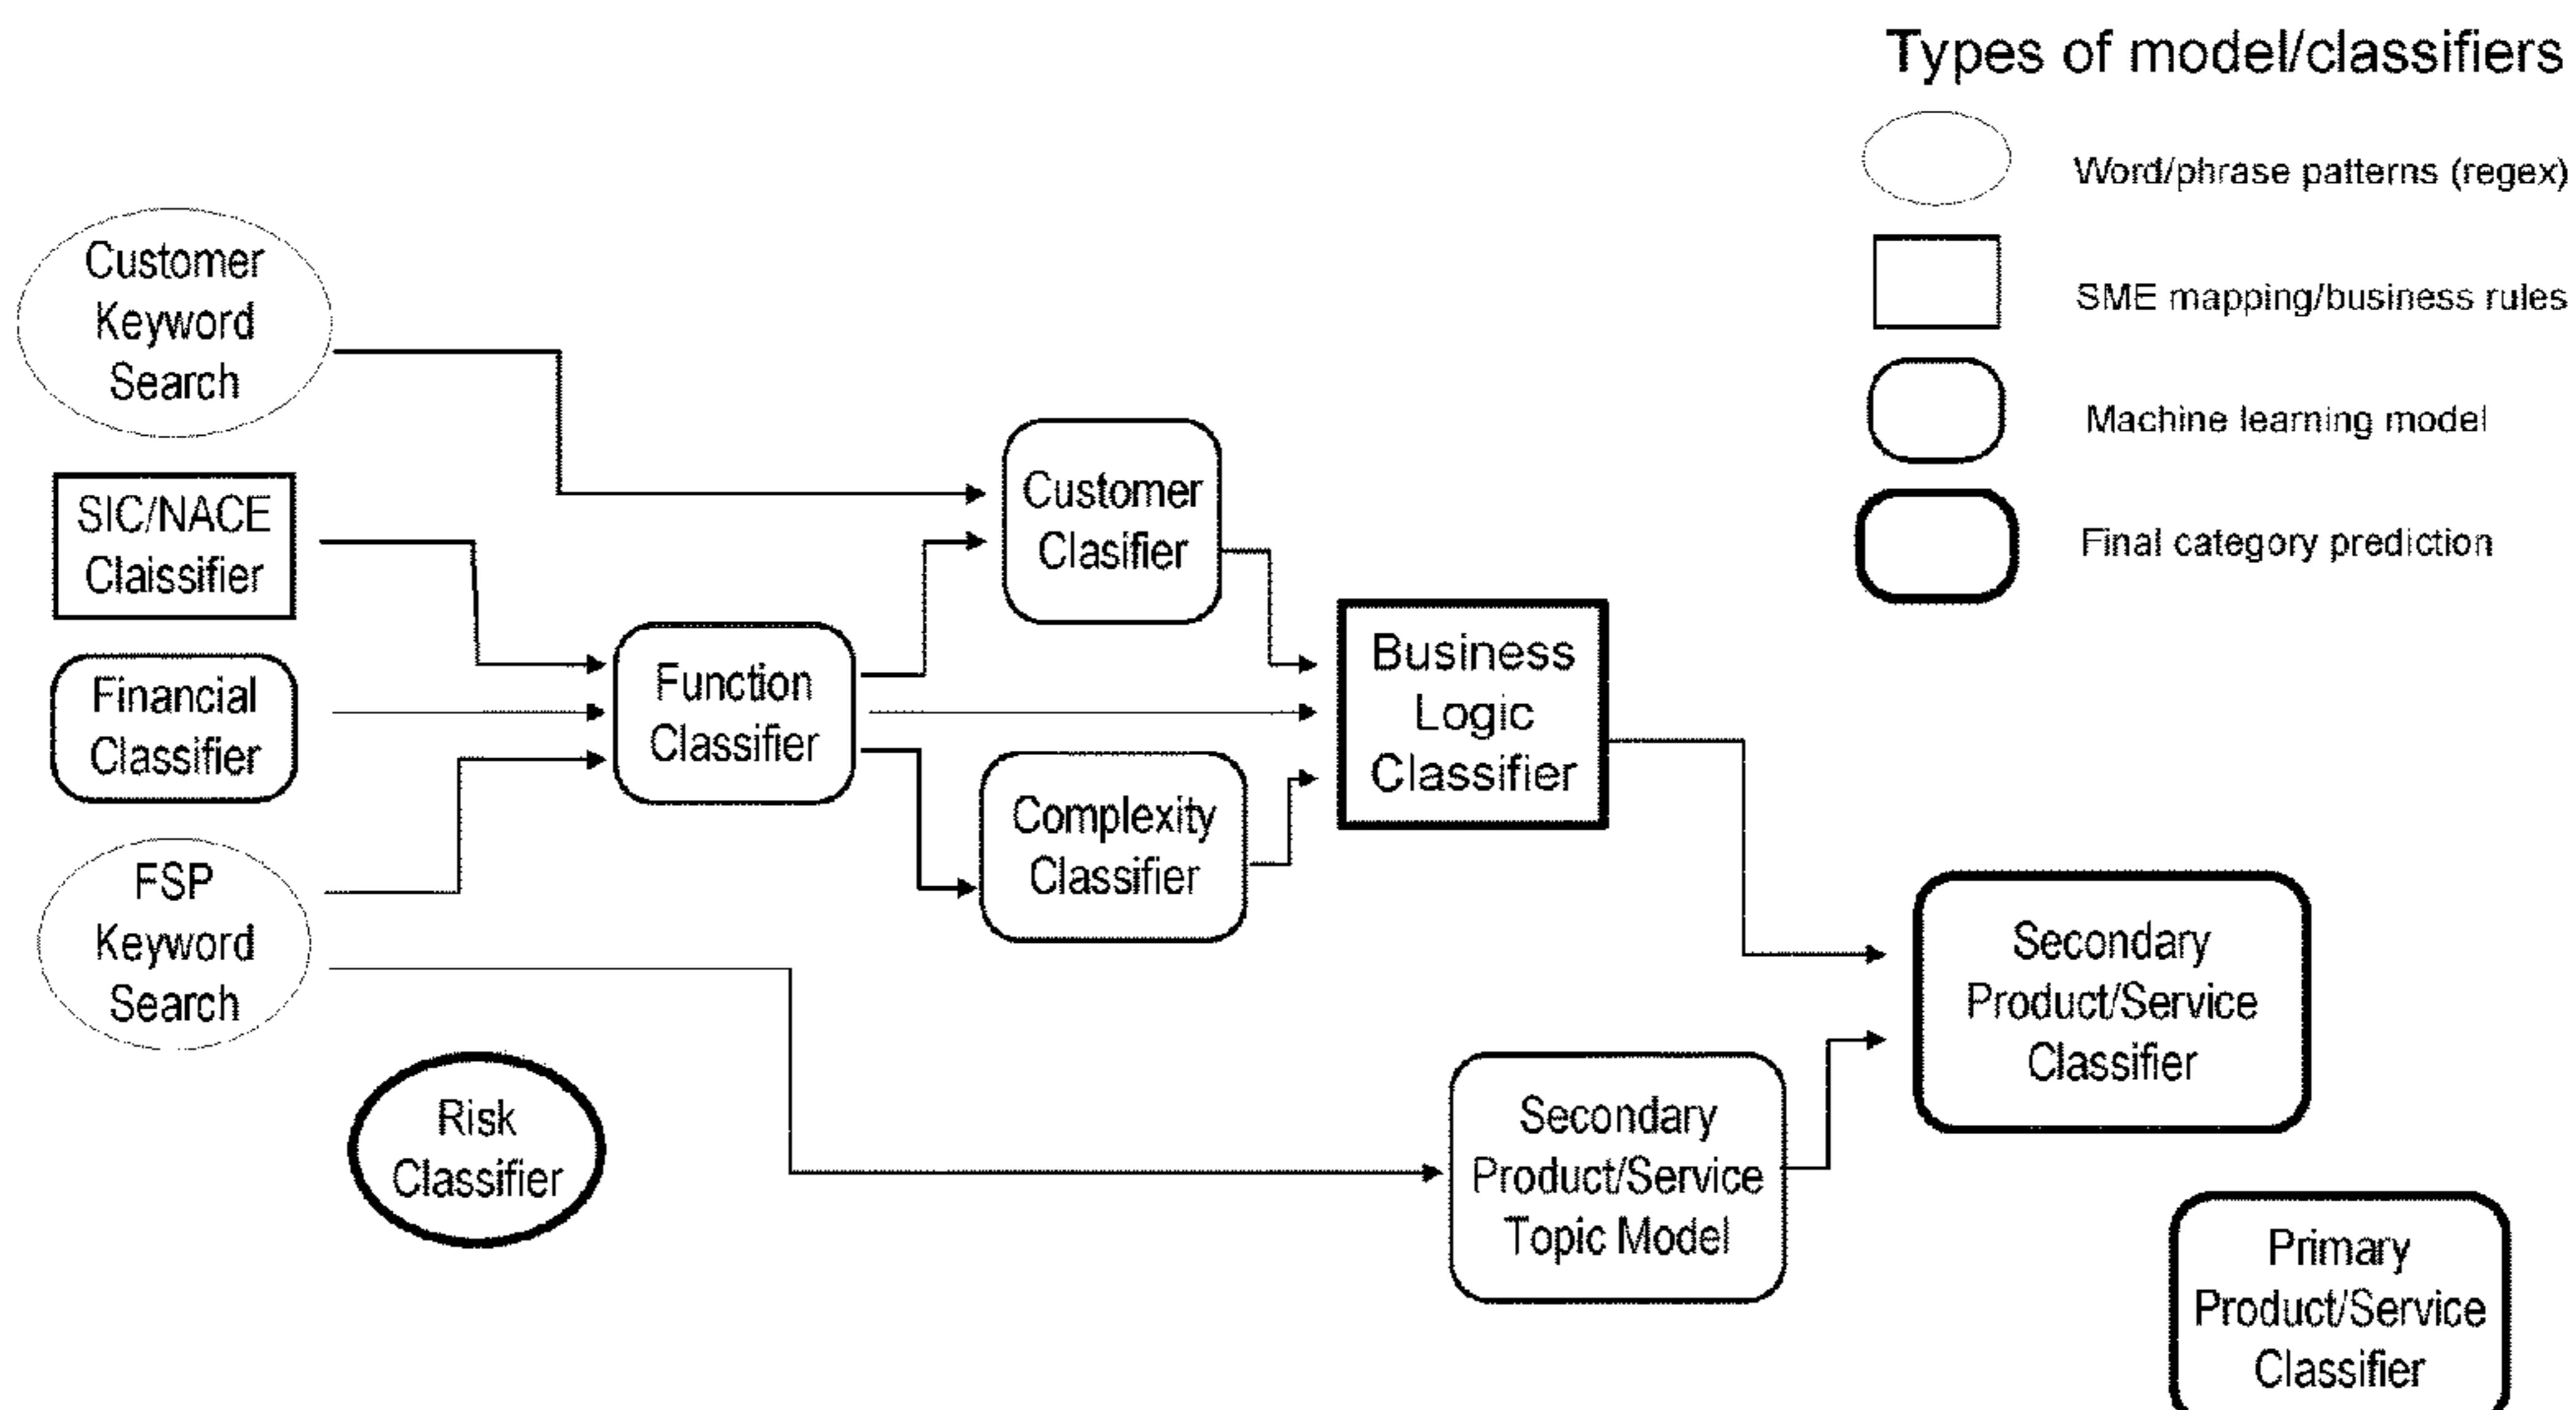 Types of model/classifiers
Word/phrase patterns (regex)
SME mapping/business rules
Machine learning model
Final category prediction
Customer
Keyword
Search
SIC/NACE
Claissifier
Financial
Classifier
FSP
Keyword
Search
Risk
Classifier
Function
Classifier
Customer
Clasifier
Complexity
Classifier
Business
Logic
Classifier
Secondary
Product/Service
Topic Model
Secondary
Product/Service
Classifier
Primary
Product/Service
Classifier